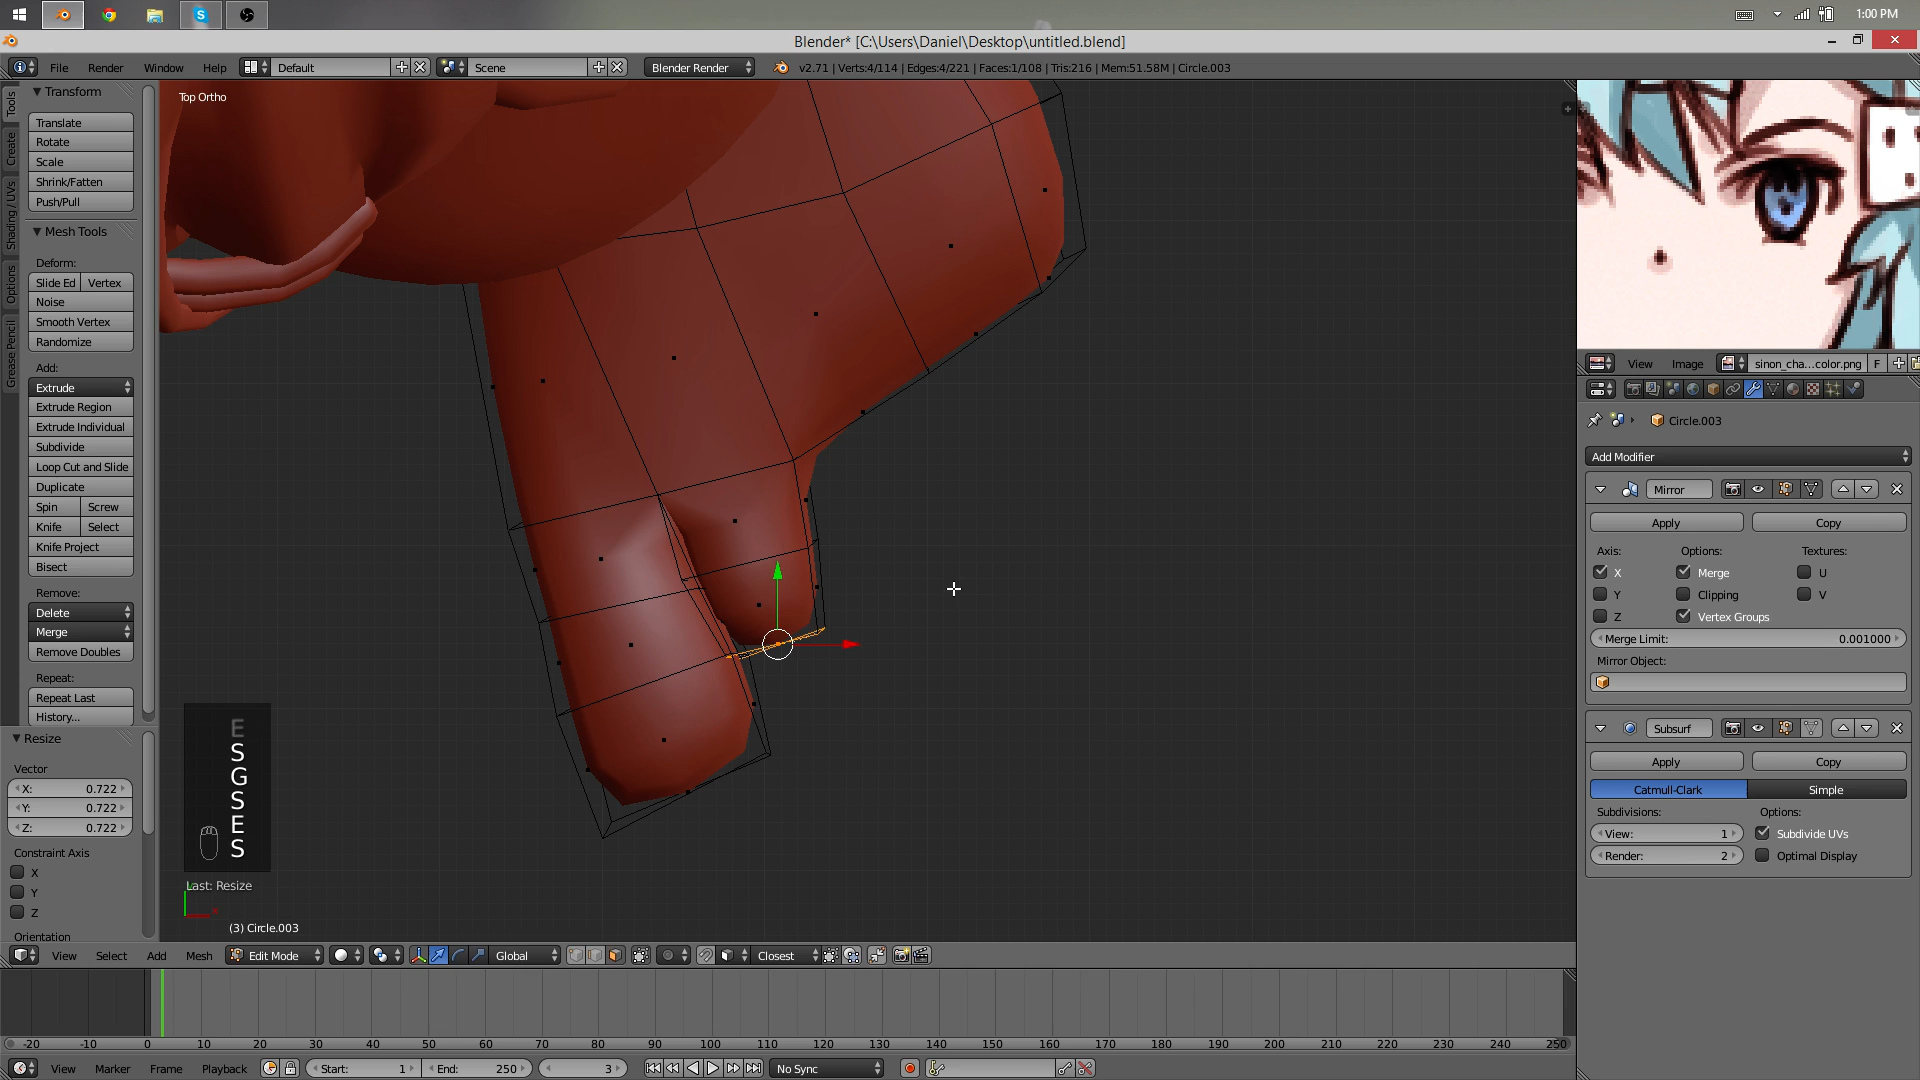 1:00 PM
Blender* [C:\Users\Daniel\Desktop\untitled.blend]
File Render Window Help Default Scene Blender Render v2.71 | Verts:4/114 | Edges:4/221 | Faces:1/108 | Tris:216 | Mem:51.58M | Circle.003
Tools
Create
Shading / UVs
Options
Grease Pencil
Transform
Translate
Rotate
Scale
Shrink/Fatten
Push/Pull
Mesh Tools
Deform:
Slide Ed Vertex
Noise
Smooth Vertex
Randomize
Add:
Extrude
Extrude Region
Extrude Individual
Subdivide
Loop Cut and Slide
Duplicate
Spin Screw
Knife Select
Knife Project
Bisect
Remove:
Delete
Merge
Remove Doubles
Repeat:
Repeat Last
History...
Resize
Vector
X: 0.722
Y: 0.722
Z: 0.722
Constraint Axis
X
Y
Z
Orientation
Top Ortho
E
S
G
S
E
S
Last: Resize
(3) Circle.003
View Select Add Mesh Edit Mode Global Closest
-20 -10 0 10 20 30 40 50 60 70 80 90 100 110 120 130 140 150 160 170 180 190 200 210 220 230 240 250
View Marker Frame Playback Start: 1 End: 250 3 No Sync
View Image sinon_cha...color.png F
Circle.003
Add Modifier
Mirror
Apply Copy
Axis: Options: Textures:
X Merge U
Y Clipping V
Z Vertex Groups
Merge Limit: 0.001000
Mirror Object:
Subsurf
Apply Copy
Catmull-Clark Simple
Subdivisions: Options:
View: 1 Subdivide UVs
Render: 2 Optimal Display